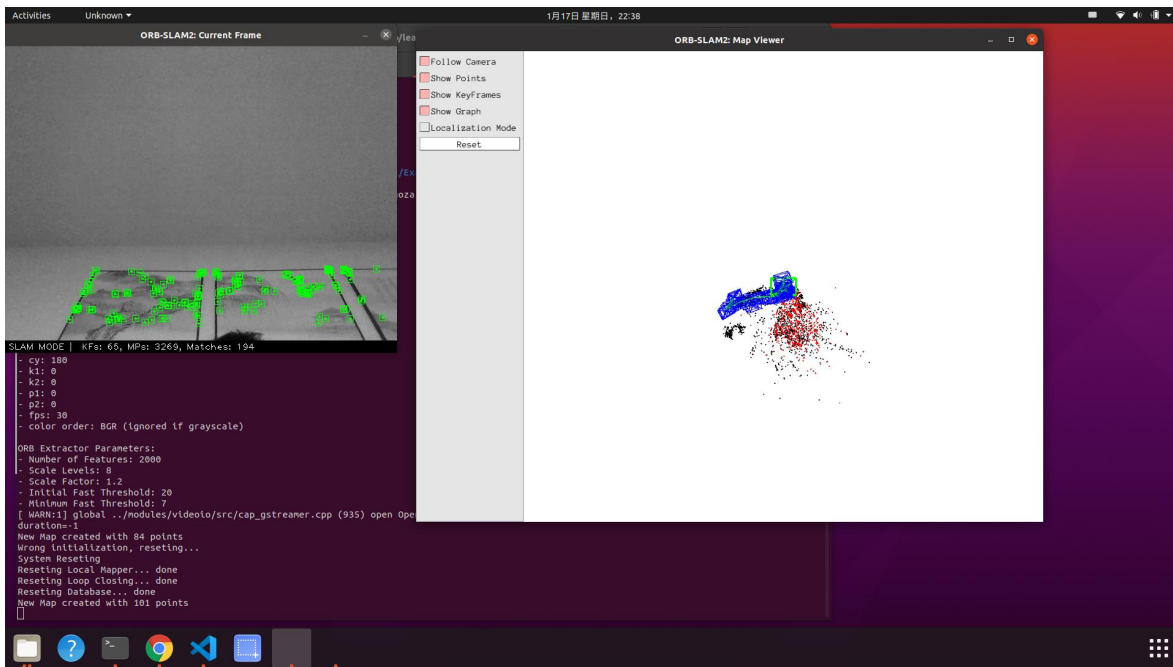 Activities
Unknown
1月17日 星期日，22:38
ORB-SLAM2: Current Frame
/lea
ORB-SLAM2: Map Viewer
Follow Camera
Show Points
Show KeyFrames
Show Graph
Localization Mode
Reset
/Ex
oza
SLAM MODE | KFs: 65, MPs: 3269, Matches: 194
- cy: 180
- k1: 0
- k2: 0
- p1: 0
- p2: 0
- fps: 30
- color order: BGR (ignored if grayscale)
ORB Extractor Parameters:
- Number of Features: 2000
- Scale Levels: 8
- Scale Factor: 1.2
- Initial Fast Threshold: 20
- Minimum Fast Threshold: 7
[ WARN:1] global ../modules/videoio/src/cap_gstreamer.cpp (935) open Ope
duration=-1
New Map created with 84 points
Wrong initialization, reseting...
System Reseting
Reseting Local Mapper... done
Reseting Loop Closing... done
Reseting Database... done
New Map created with 101 points